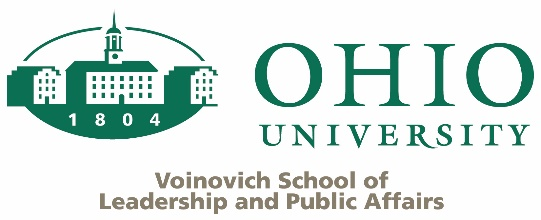 1804
OHIO
UNIVERSITY
Voinovich School of
Leadership and Public Affairs